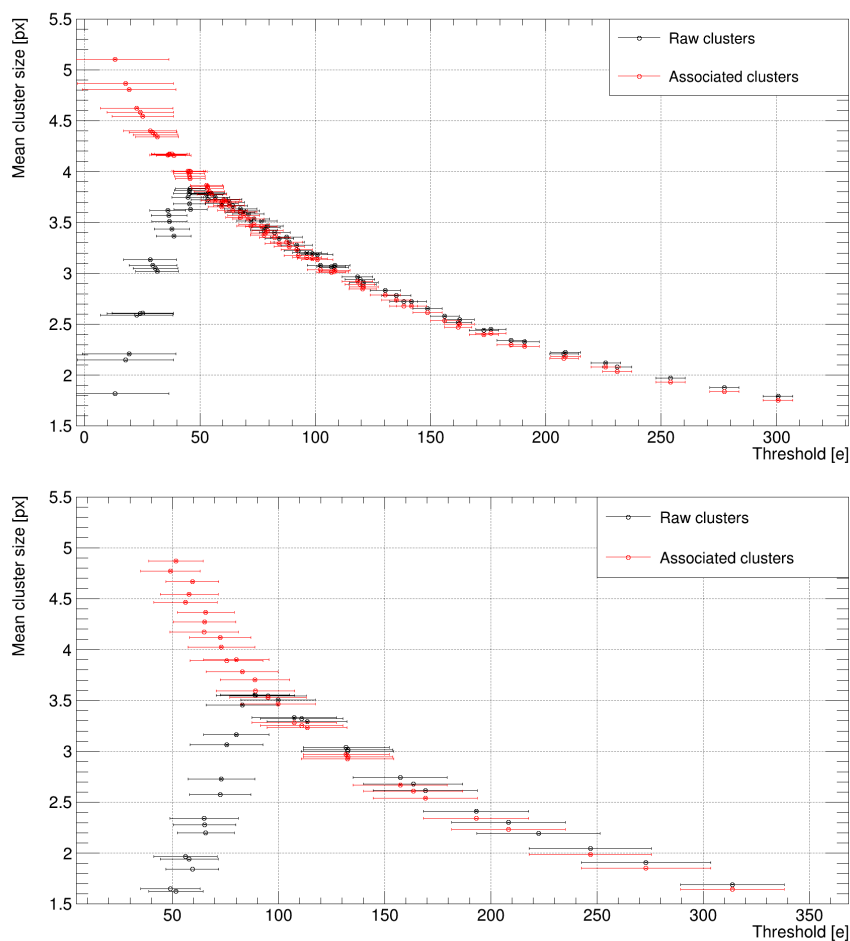 Mean cluster size [px]
5.5
5
4.5
4
3.5
3
2.5
2
1.5
Raw clusters
Associated clusters
0 50 100 150 200 250 300
Threshold [e]
Mean cluster size [px]
5.5
5
4.5
4
3.5
3
2.5
2
1.5
Raw clusters
Associated clusters
50 100 150 200 250 300 350
Threshold [e]